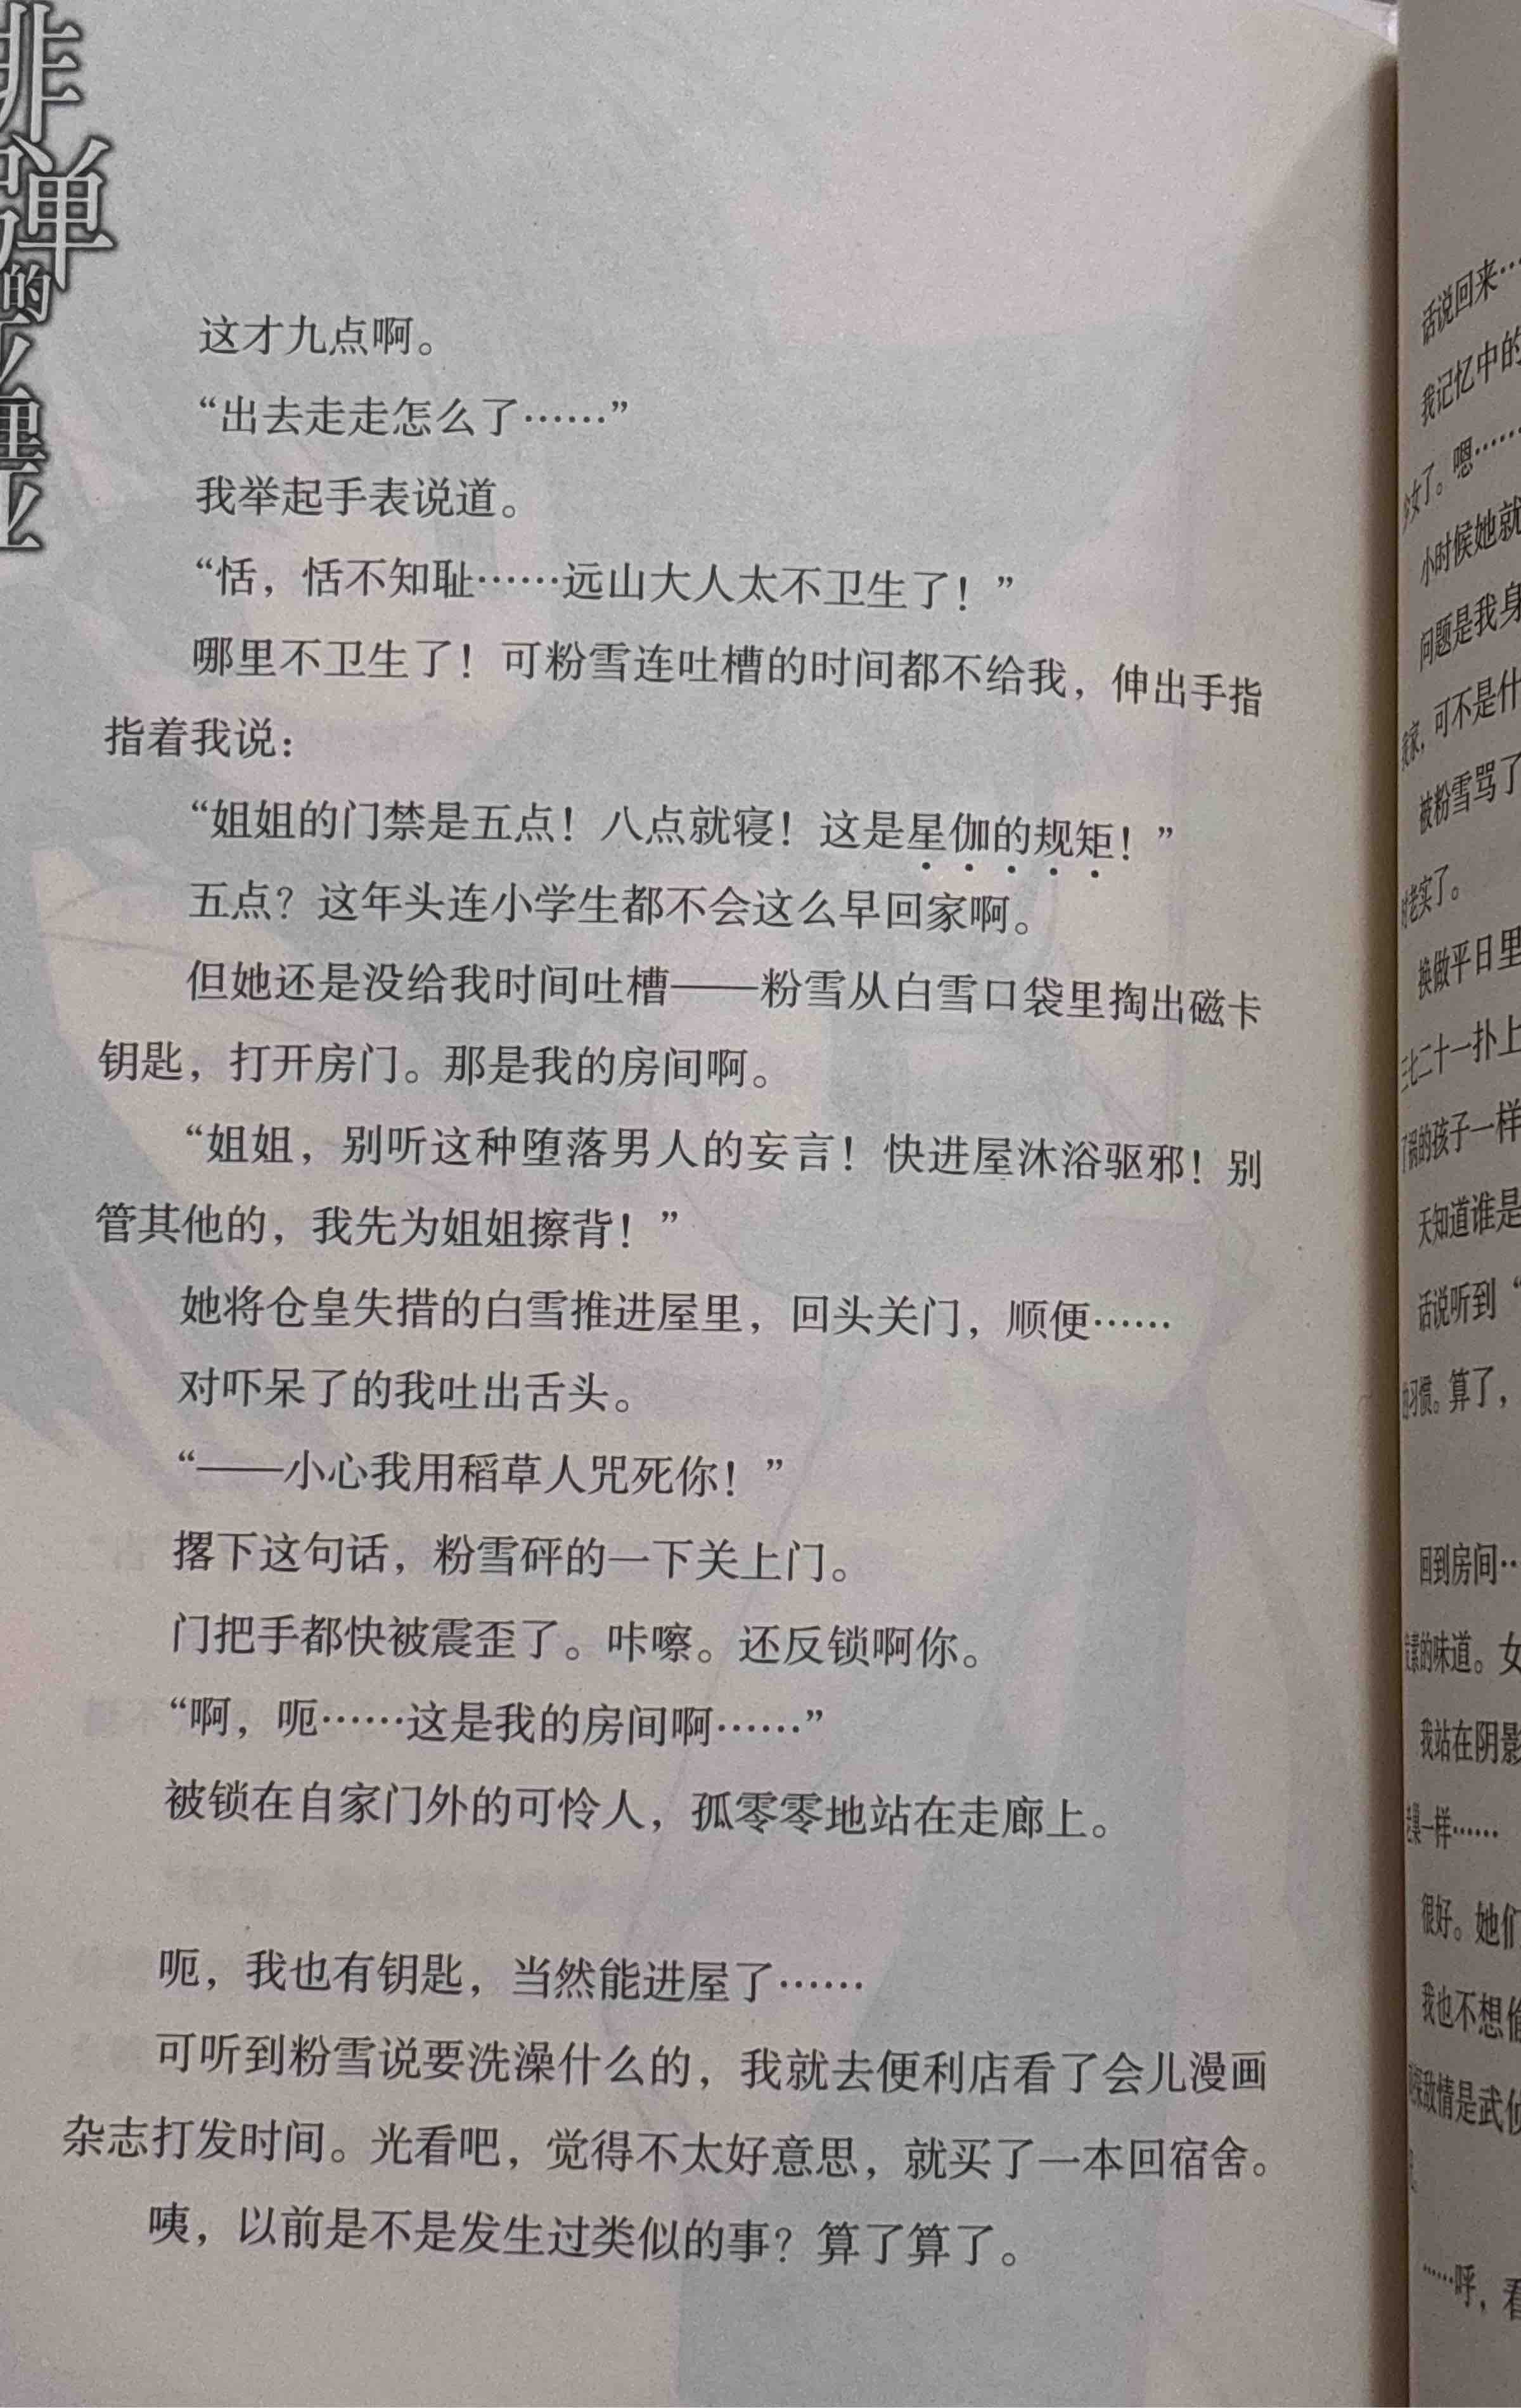 弹
的
这才九点啊。
“出去走走怎么了……”
我举起手表说道。
“恬，恬不知耻……远山大人太不卫生了！”
哪里不卫生了！可粉雪连吐槽的时间都不给我，伸出手指
指着我说：
“姐姐的门禁是五点！八点就寝！这是星伽的规矩！”
五点？这年头连小学生都不会这么早回家啊。
但她还是没给我时间吐槽——粉雪从白雪口袋里掏出磁卡
钥匙，打开房门。那是我的房间啊。
“姐姐，别听这种堕落男人的妄言！快进屋沐浴驱邪！别
管其他的，我先为姐姐擦背！”
她将仓皇失措的白雪推进屋里，回头关门，顺便……
对吓呆了的我吐出舌头。
“——小心我用稻草人咒死你！”
撂下这句话，粉雪砰的一下关上门。
门把手都快被震歪了。咔嚓。还反锁啊你。
“啊，呃……这是我的房间啊……”
被锁在自家门外的可怜人，孤零零地站在走廊上。
呃，我也有钥匙，当然能进屋了……
可听到粉雪说要洗澡什么的，我就去便利店看了会儿漫画
杂志打发时间。光看吧，觉得不太好意思，就买了一本回宿舍。
咦，以前是不是发生过类似的事？算了算了。
话说回来…
我记忆中的
少女了。嗯……
小时候她就
问题是我身
我家，可不是什
被粉雪骂了
时老实了。
换做平日里
三七二十一扑上
了祸的孩子一样
天知道谁是
话说听到“
的习惯。算了，
回到房间…
的味道。女
我站在阴影
一样……
很好。她们
我也不想偷
敌情是武侦
……呼，看